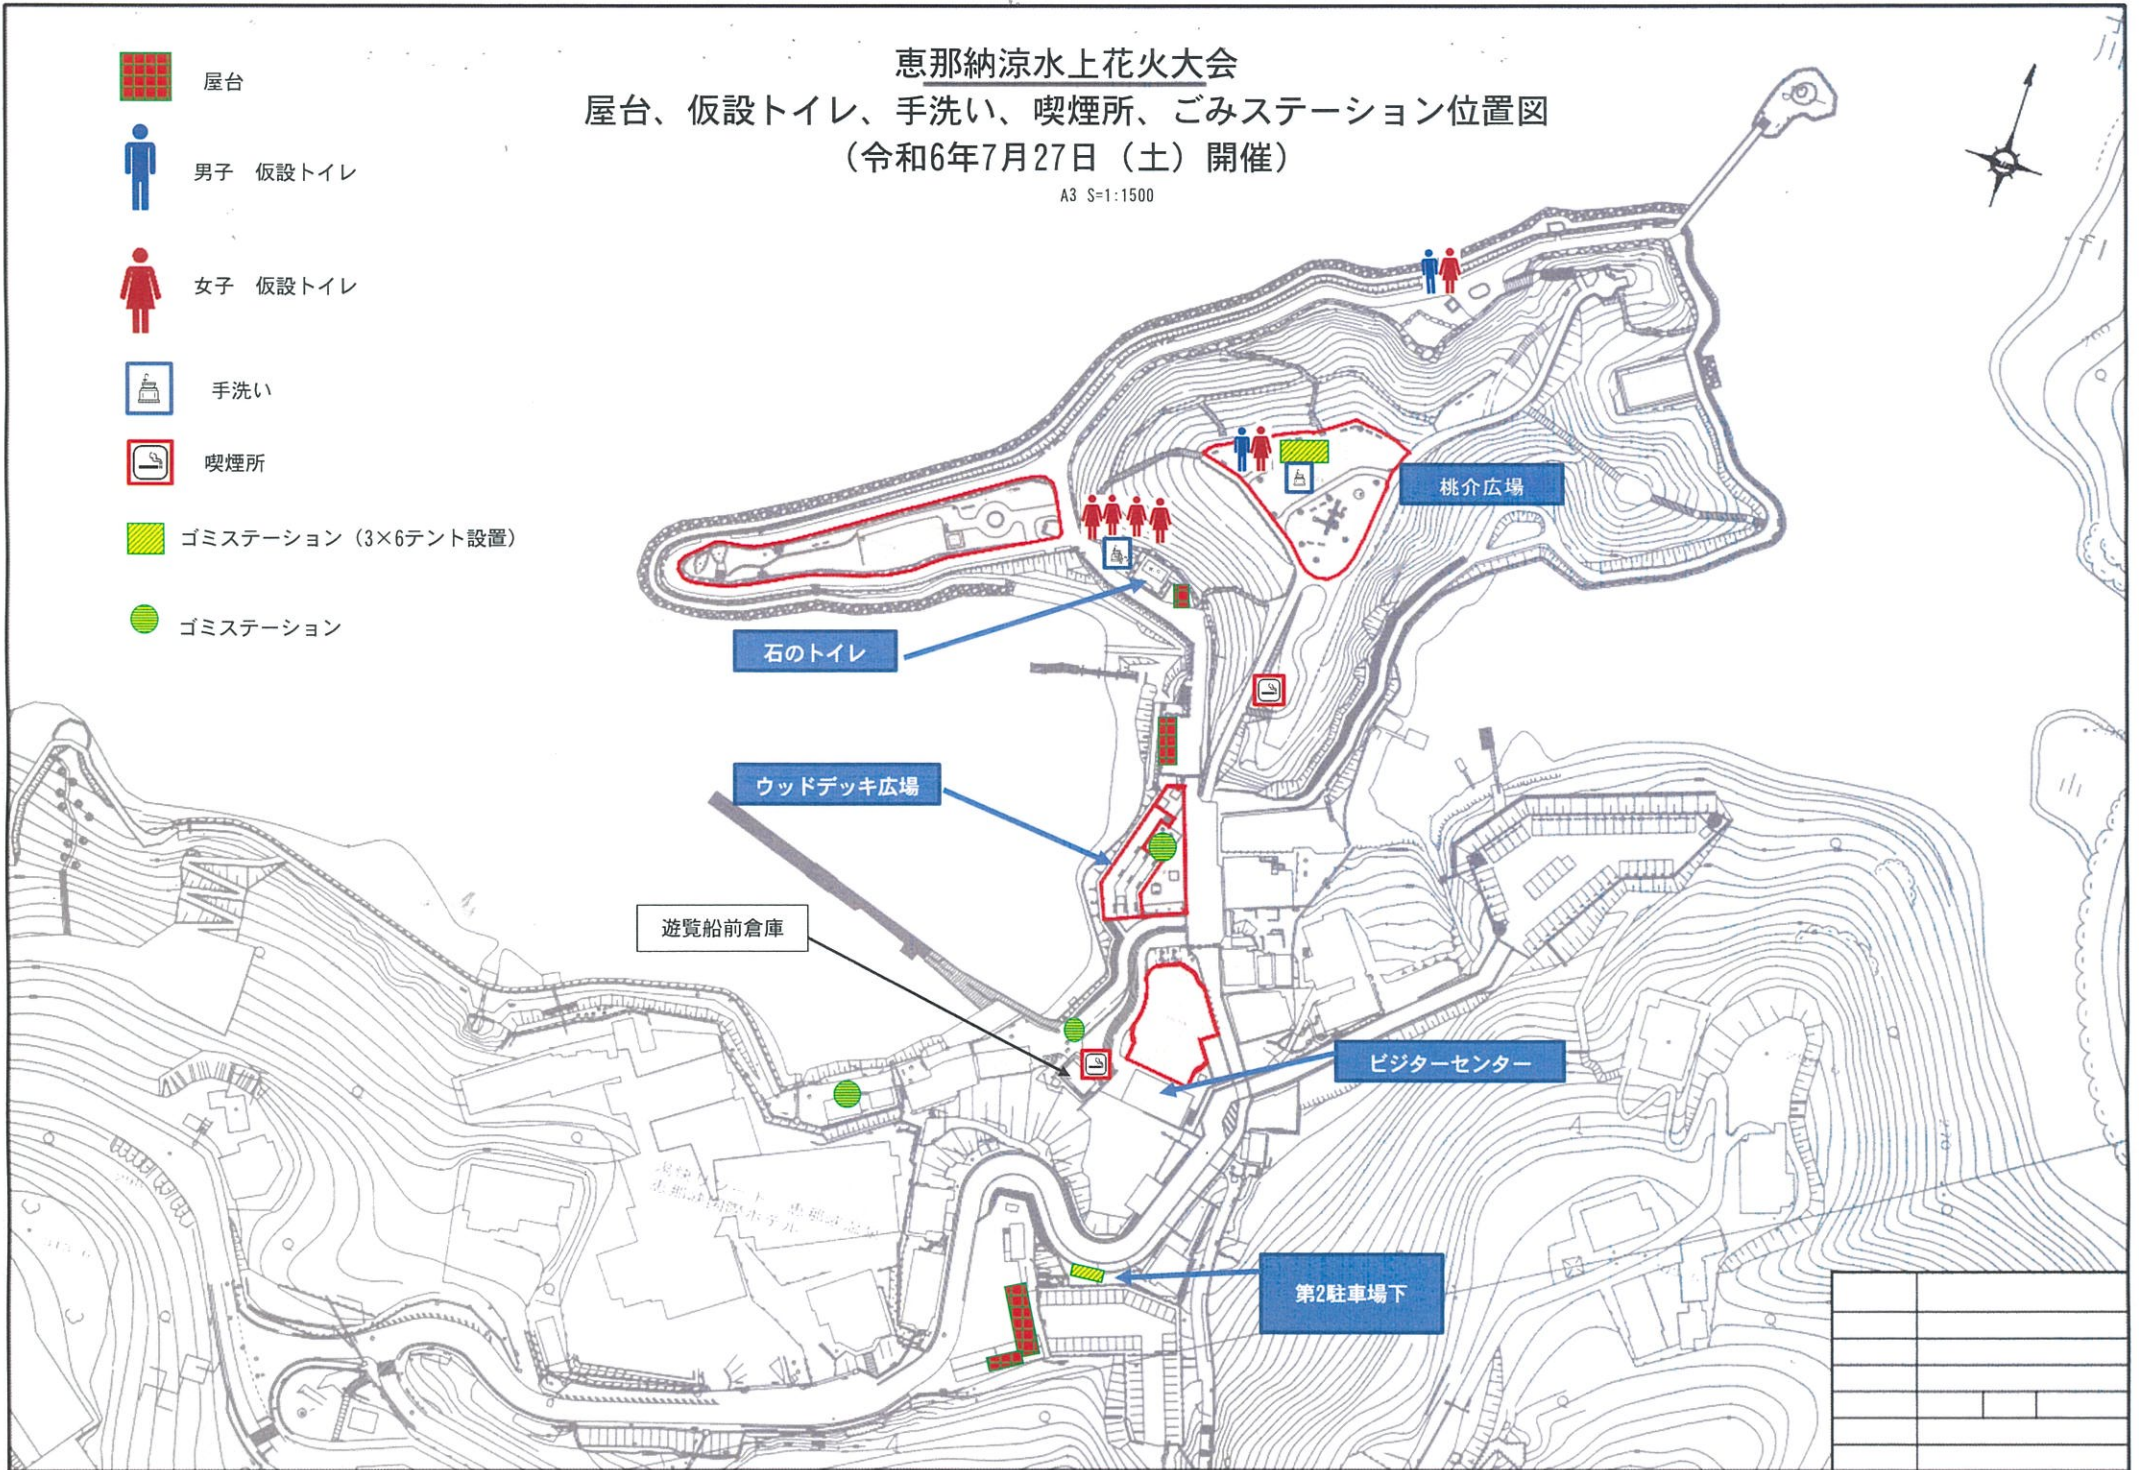 恵那納涼水上花火大会
屋台、仮設トイレ、手洗い、喫煙所、ごみステーション位置図
（令和6年7月27日（土）開催）
A3 S=1:1500
屋台
男子　仮設トイレ
女子　仮設トイレ
手洗い
喫煙所
ゴミステーション（3×6テント設置）
ゴミステーション
桃介広場
石のトイレ
ウッドデッキ広場
遊覧船前倉庫
ビジターセンター
第2駐車場下